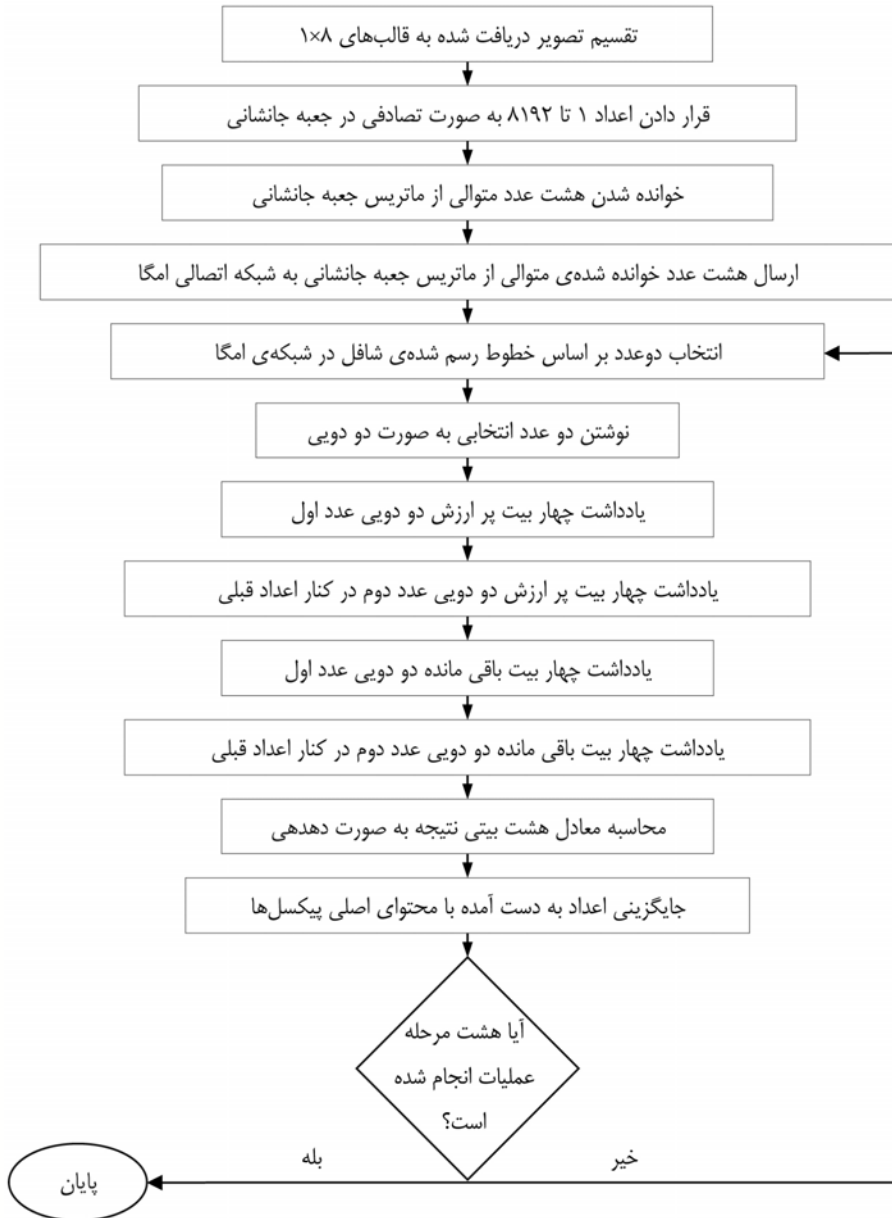 تقسیم تصویر دریافت شده به قالب‌های ۸×۱
قرار دادن اعداد ۱ تا ۸۱۹۲ به صورت تصادفی در جعبه جانشانی
خوانده شدن هشت عدد متوالی از ماتریس جعبه جانشانی
ارسال هشت عدد خوانده شده‌ی متوالی از ماتریس جعبه جانشانی به شبکه اتصالی امگا
انتخاب دوعدد بر اساس خطوط رسم شده‌ی شافل در شبکه‌ی امگا
نوشتن دو عدد انتخابی به صورت دو دویی
یادداشت چهار بیت پر ارزش دو دویی عدد اول
یادداشت چهار بیت پر ارزش دو دویی عدد دوم در کنار اعداد قبلی
یادداشت چهار بیت باقی مانده دو دویی عدد اول
یادداشت چهار بیت باقی مانده دو دویی عدد دوم در کنار اعداد قبلی
محاسبه معادل هشت بیتی نتیجه به صورت دهدهی
جایگزینی اعداد به دست آمده با محتوای اصلی پیکسل‌ها
آیا هشت مرحله
عملیات انجام شده
است؟
خیر
بله
پایان